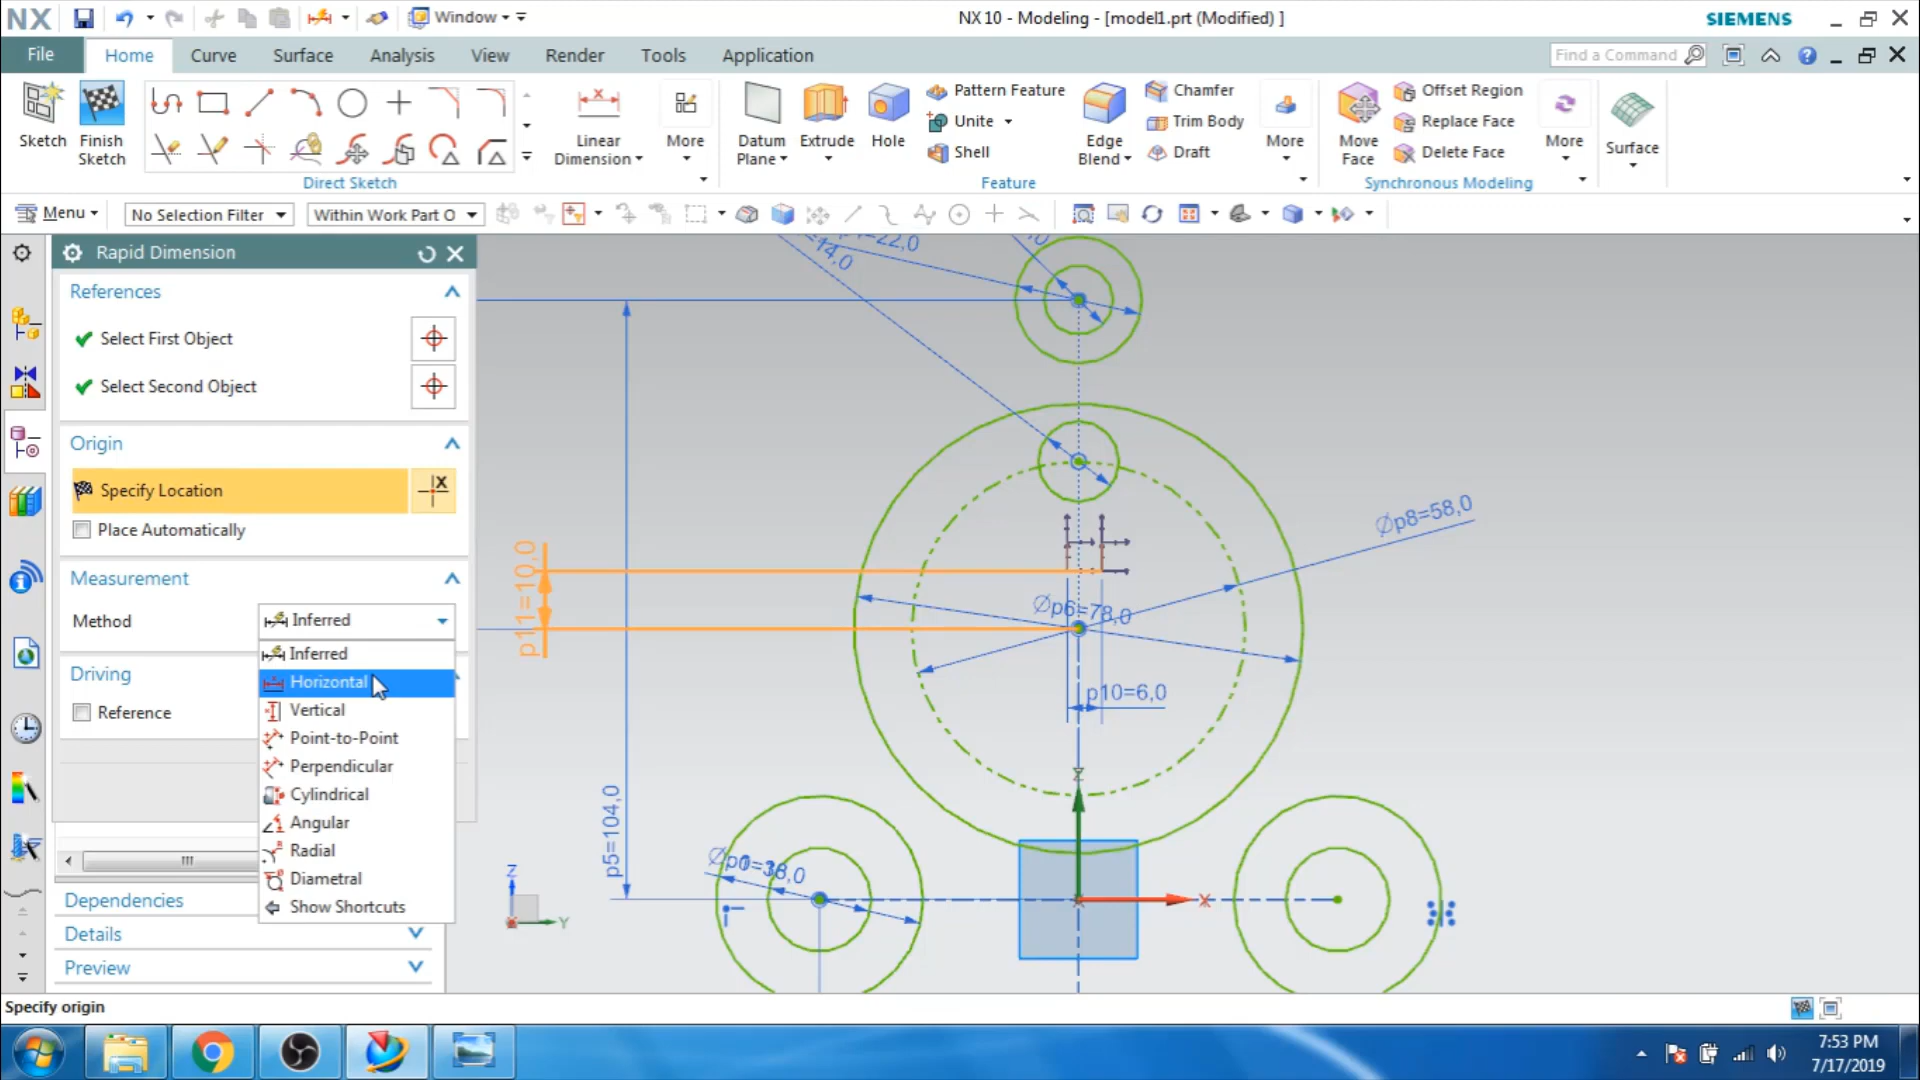 NX
Window
NX 10 - Modeling - [model1.prt (Modified) ]
SIEMENS
File
Home
Curve
Surface
Analysis
View
Render
Tools
Application
Find a Command
Sketch
Finish Sketch
Linear Dimension
More
Datum Plane
Extrude
Hole
Pattern Feature
Unite
Shell
Edge Blend
Chamfer
Trim Body
Draft
More
Move Face
Offset Region
Replace Face
Delete Face
More
Surface
Direct Sketch
Feature
Synchronous Modeling
Menu
No Selection Filter
Within Work Part O
Rapid Dimension
References
Select First Object
Select Second Object
Origin
Specify Location
Place Automatically
Measurement
Method
Inferred
Inferred
Horizontal
Vertical
Point-to-Point
Perpendicular
Cylindrical
Angular
Radial
Diametral
Show Shortcuts
Driving
Reference
Dependencies
Details
Preview
=22,0
=14,0
Øp8=58,0
p11=10,0
Øp6=78,0
p10=6,0
p5=104,0
Z
X
Z
Y
Specify origin
7:53 PM
7/17/2019